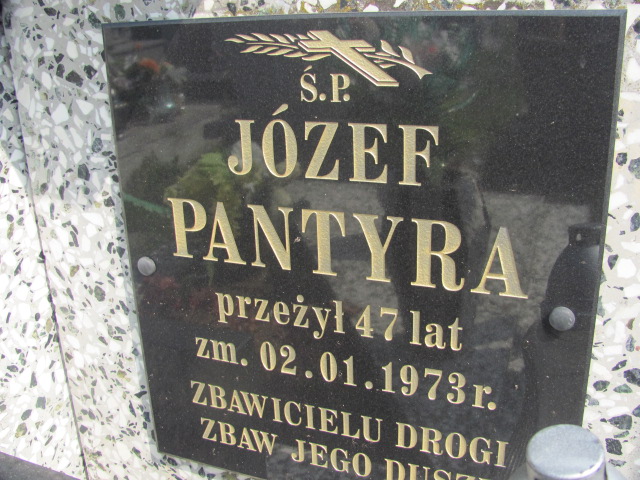 Ś.P.
JÓZEF
PANTYRA
przeżył 47 lat
zm. 02.01.1973 r.
ZBAWICIELU DROGI
ZBAW JEGO